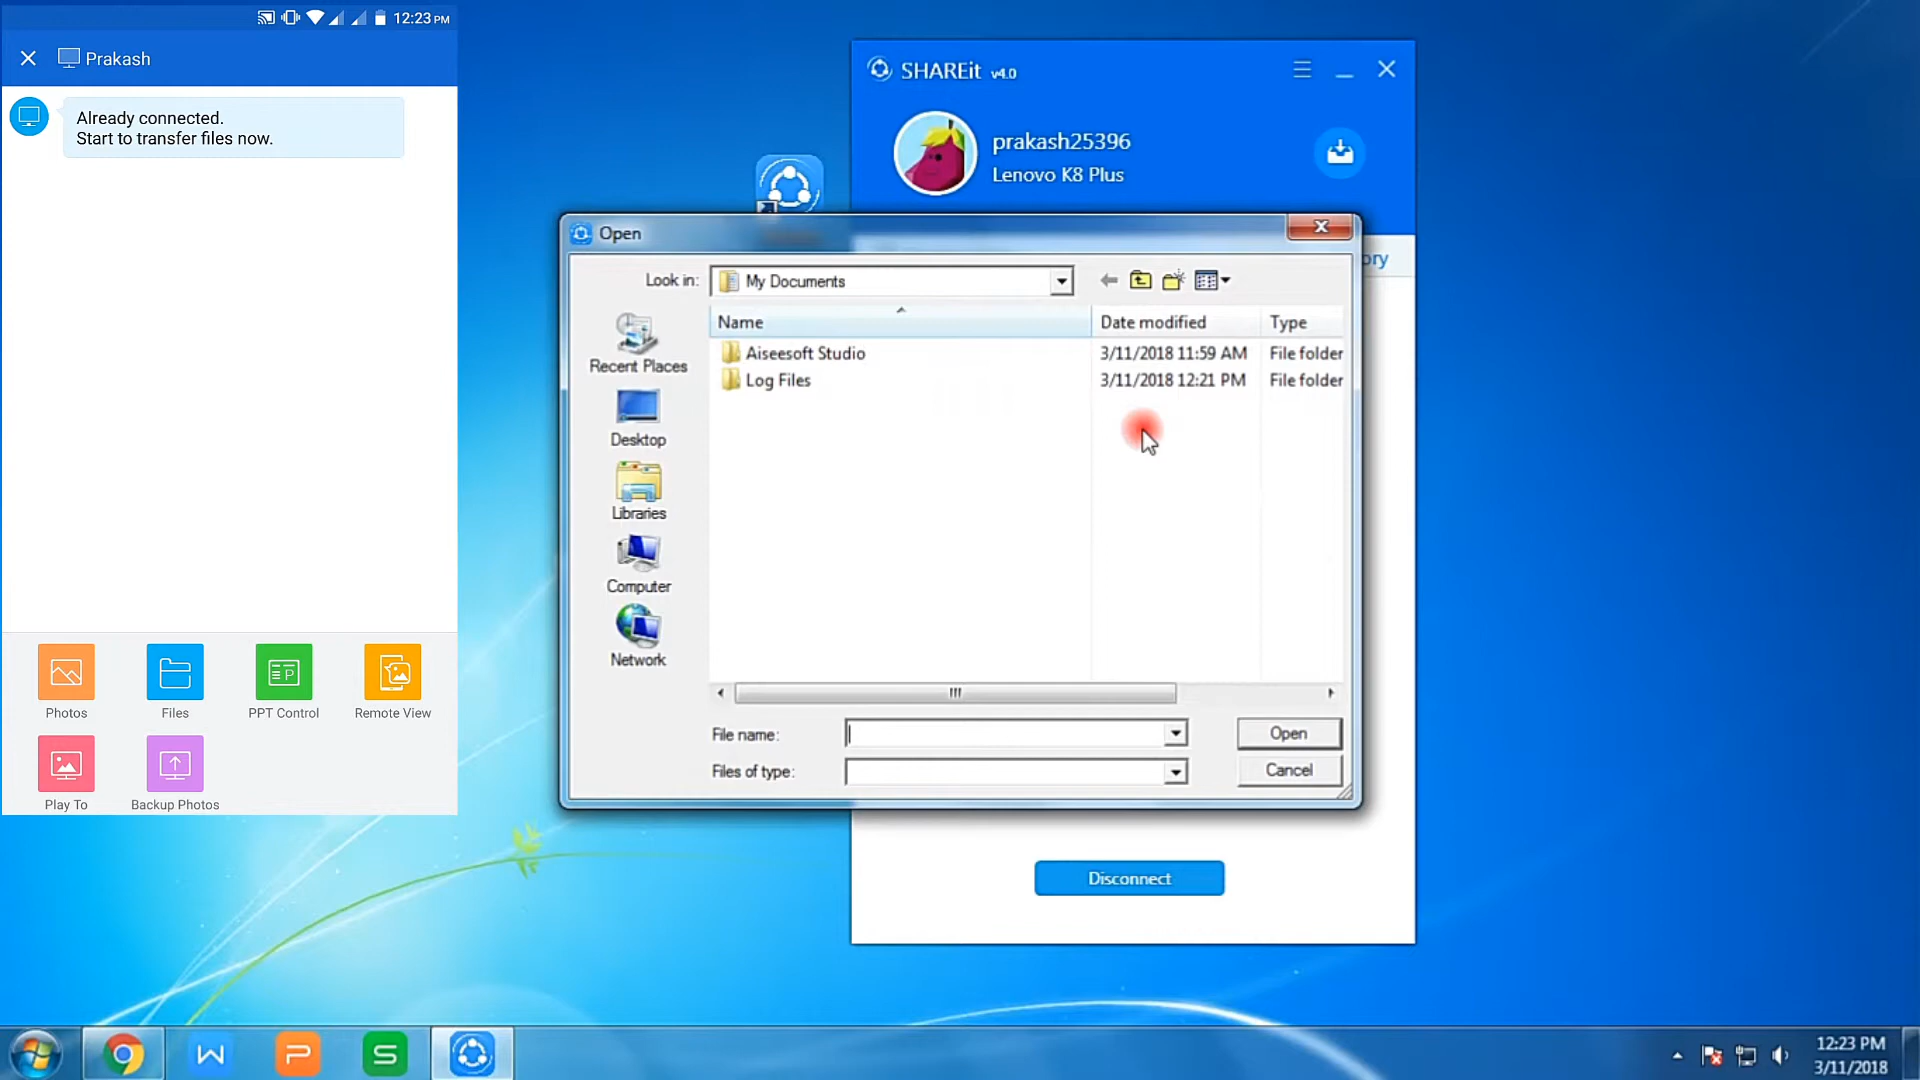 12:23 PM
Prakash
Already connected.
Start to transfer files now.
Photos
Files
PPT Control
Remote View
Play To
Backup Photos
SHAREit v4.0
prakash25396
Lenovo K8 Plus
ory
Open
Look in:
My Documents
Name
Date modified
Type
Aiseesoft Studio
3/11/2018 11:59 AM
File folder
Log Files
3/11/2018 12:21 PM
File folder
Recent Places
Desktop
Libraries
Computer
Network
File name:
Open
Files of type:
Cancel
Disconnect
W
P
S
12:23 PM
3/11/2018